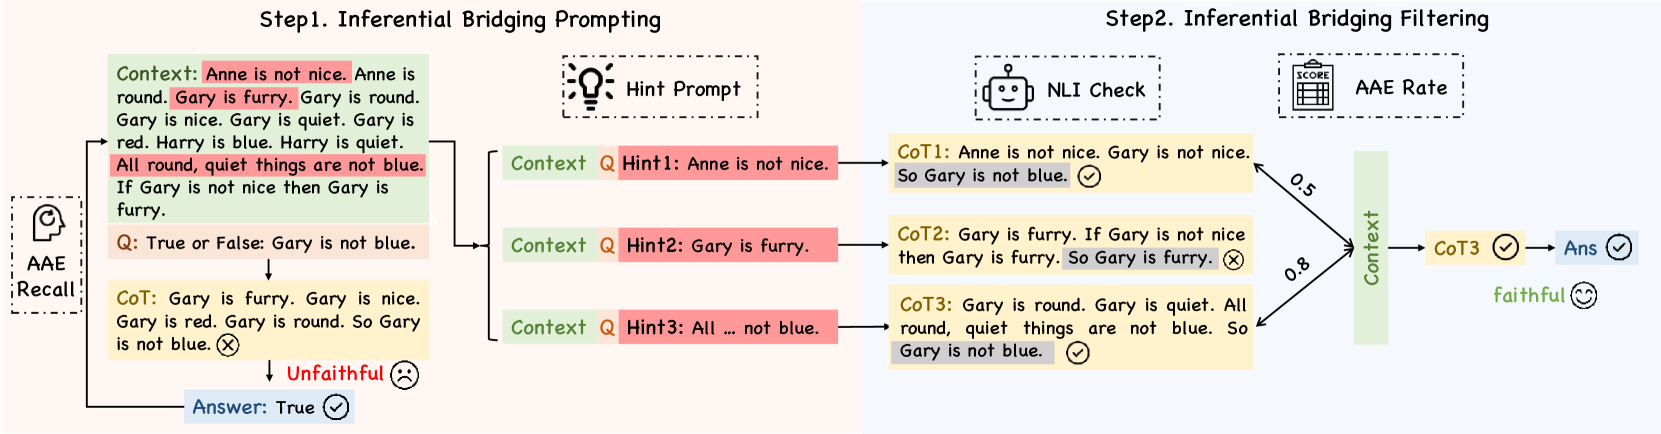 Step1. Inferential Bridging Prompting
AAE
Recall
Context: Anne is not nice. Anne is
round. Gary is furry. Gary is round.
Gary is nice. Gary is quiet. Gary is
red. Harry is blue. Harry is quiet.
All round, quiet things are not blue.
If Gary is not nice then Gary is
furry.
Q: True or False: Gary is not blue.
CoT: Gary is furry. Gary is nice.
Gary is red. Gary is round. So Gary
is not blue.
Unfaithful
Answer: True
Hint Prompt
Context Q Hint1: Anne is not nice.
Context Q Hint2: Gary is furry.
Context Q Hint3: All ... not blue.
Step2. Inferential Bridging Filtering
NLI Check
SCORE
AAE Rate
CoT1: Anne is not nice. Gary is not nice.
So Gary is not blue.
CoT2: Gary is furry. If Gary is not nice
then Gary is furry. So Gary is furry.
CoT3: Gary is round. Gary is quiet. All
round, quiet things are not blue. So
Gary is not blue.
0.5
0.8
Context
CoT3
Ans
faithful